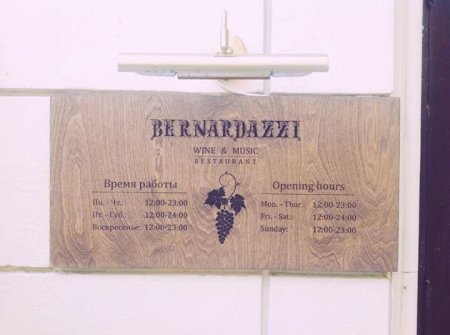 BERNARDAZZI
WINE & MUSIC
RESTAURANT
Время работы
Пн. - Чт.: 12:00-23:00
Пт. - Суб.: 12:00-24:00
Воскресенье: 12:00-23:00
Opening hours
Mon. - Thur.: 12:00-23:00
Fri. - Sat.: 12:00-24:00
Sunday: 12:00-23:00